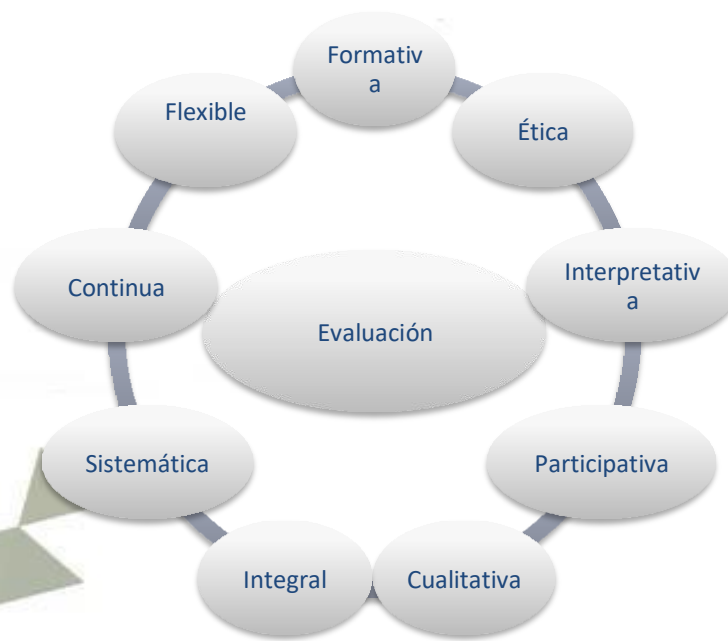 Formativ
a
Ética
Interpretativ
a
Participativa
Cualitativa
Integral
Sistemática
Continua
Flexible
Evaluación